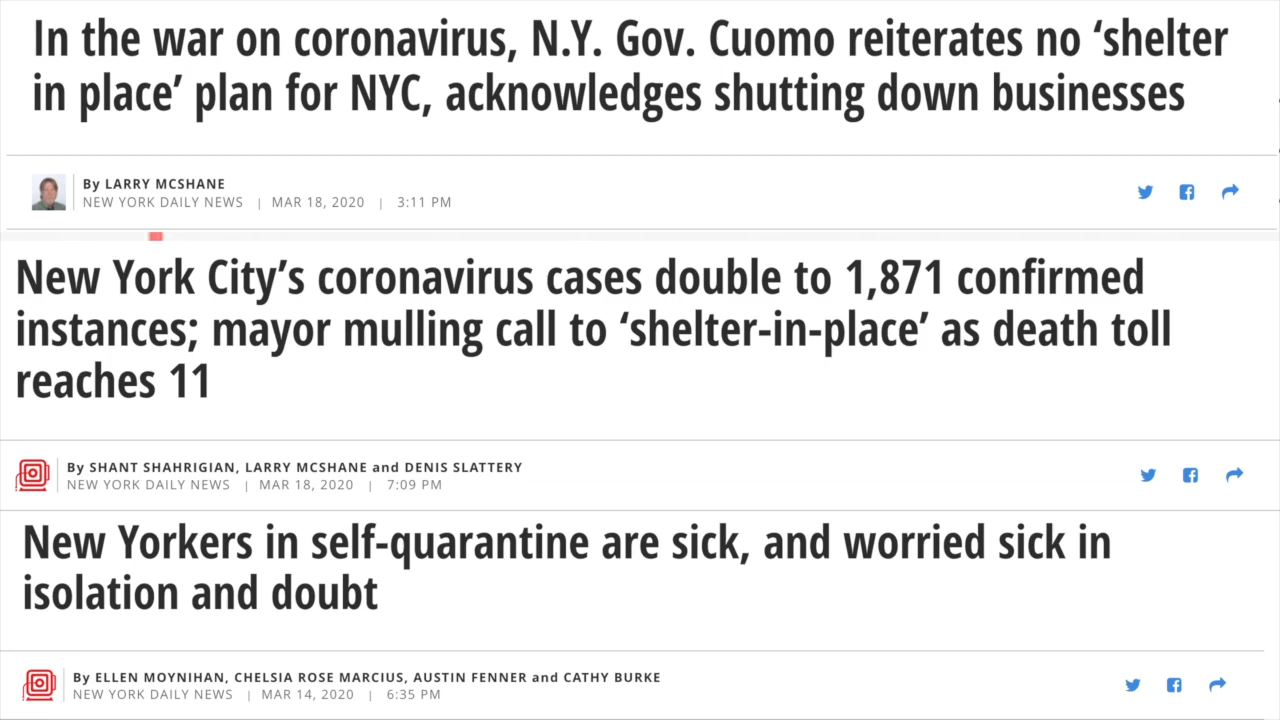 In the war on coronavirus, N.Y. Gov. Cuomo reiterates no ‘shelter
in place’ plan for NYC, acknowledges shutting down businesses
By LARRY MCSHANE
NEW YORK DAILY NEWS | MAR 18, 2020 | 3:11 PM
New York City’s coronavirus cases double to 1,871 confirmed
instances; mayor mulling call to ‘shelter-in-place’ as death toll
reaches 11
By SHANT SHAHRIGIAN, LARRY MCSHANE and DENIS SLATTERY
NEW YORK DAILY NEWS | MAR 18, 2020 | 7:09 PM
New Yorkers in self-quarantine are sick, and worried sick in
isolation and doubt
By ELLEN MOYNIHAN, CHELSIA ROSE MARCIUS, AUSTIN FENNER and CATHY BURKE
NEW YORK DAILY NEWS | MAR 14, 2020 | 6:35 PM